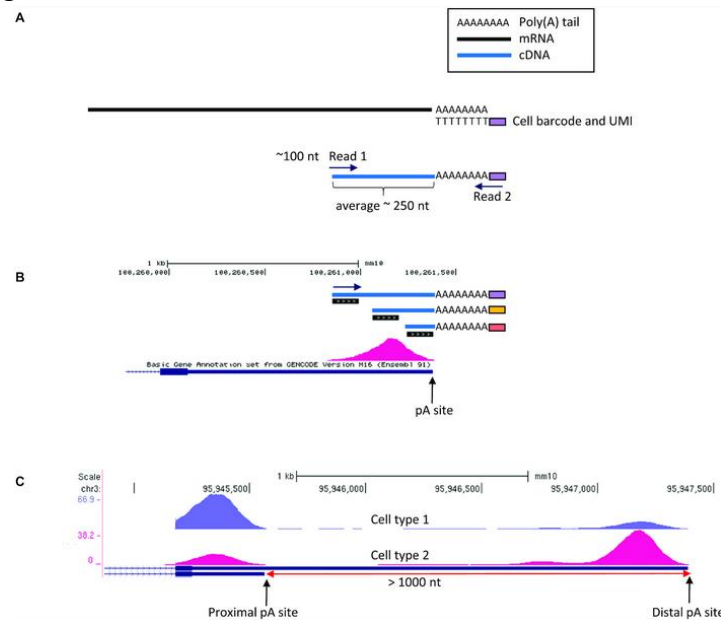 A
AAAAAAAA Poly(A) tail
mRNA
cDNA
AAAAAAAA
TTTTTTTT Cell barcode and UMI
~100 nt Read 1
AAAAAAAA
average ~ 250 nt
Read 2
B
1 kb mm10
100,260,000 100,260,500 100,261,000 100,261,500
AAAAAAAA
AAAAAAAA
AAAAAAAA
Basic Gene Annotation set from GENCODE Version M16 (Ensembl 91)
pA site
C
Scale 1 kb mm10
chr3: 95,945,500 95,946,000 95,946,500 95,947,000 95,947,500
66.9
Cell type 1
38.2
Cell type 2
0
> 1000 nt
Proximal pA site Distal pA site